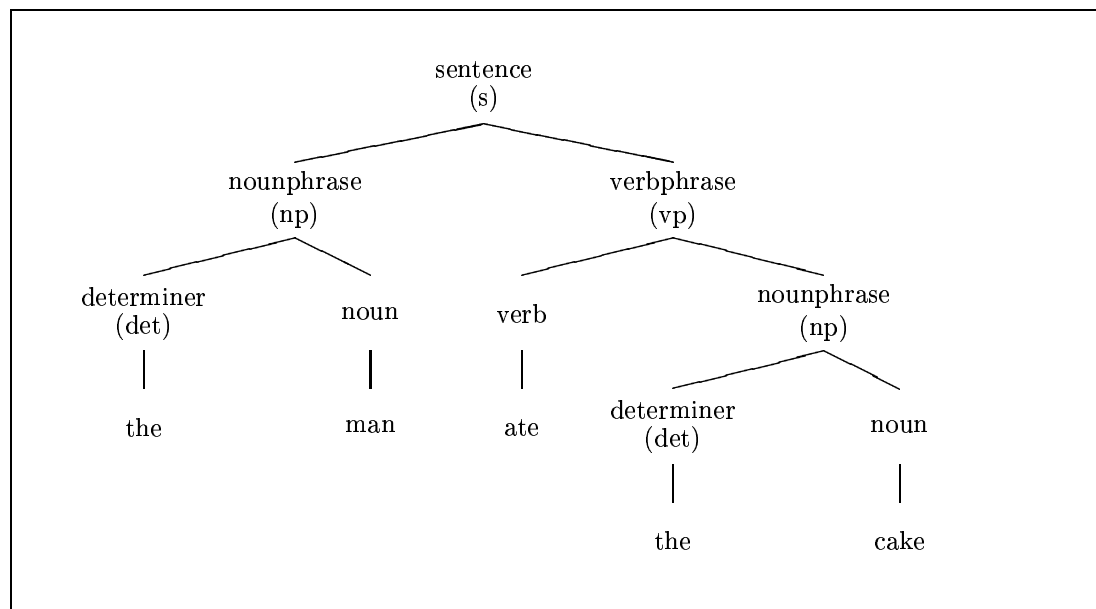 sentence
(s)
nounphrase
(np)
verbphrase
(vp)
determiner
(det)
noun
verb
nounphrase
(np)
the
man
ate
determiner
(det)
noun
the
cake